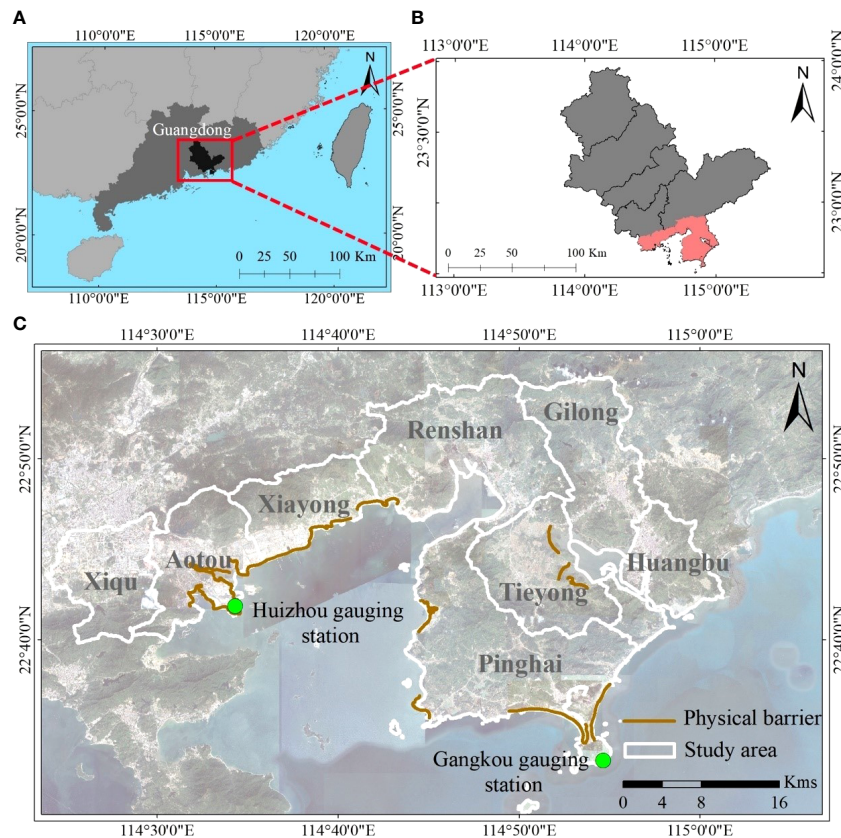 A
110°0'0"E 115°0'0"E 120°0'0"E
N
25°0'0"N
25°0'0"N
Guangdong
20°0'0"N
20°0'0"N
0 25 50 100 Km
110°0'0"E 115°0'0"E 120°0'0"E
B
113°0'0"E 114°0'0"E 115°0'0"E
24°0'0"N
N
23°30'0"N
23°0'0"N
0 25 50 100 Km
113°0'0"E 114°0'0"E 115°0'0"E
C
114°30'0"E 114°40'0"E 114°50'0"E 115°0'0"E
N
Gilong
Renshan
22°50'0"N
22°50'0"N
Xiayong
Aotou
Huangbu
Xiqu
Tieyong
Huizhou gauging
station
22°40'0"N
22°40'0"N
Pinghai
Physical barrier
Study area
Gangkou gauging
station
Kms
0 4 8 16
114°30'0"E 114°40'0"E 114°50'0"E 115°0'0"E